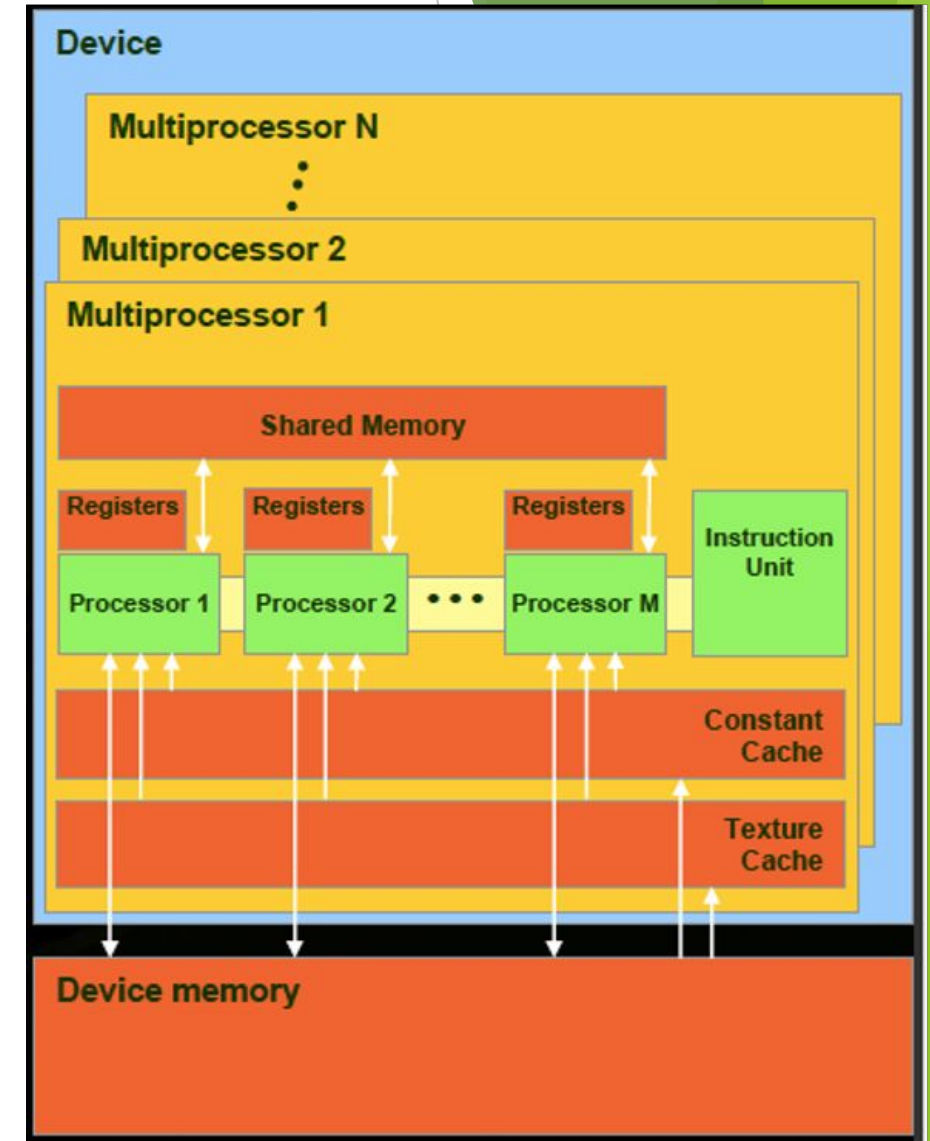 Device
Multiprocessor N
Multiprocessor 2
Multiprocessor 1
Shared Memory
Registers
Registers
Registers
Instruction
Unit
Processor 1
Processor 2
Processor M
Constant
Cache
Texture
Cache
Device memory